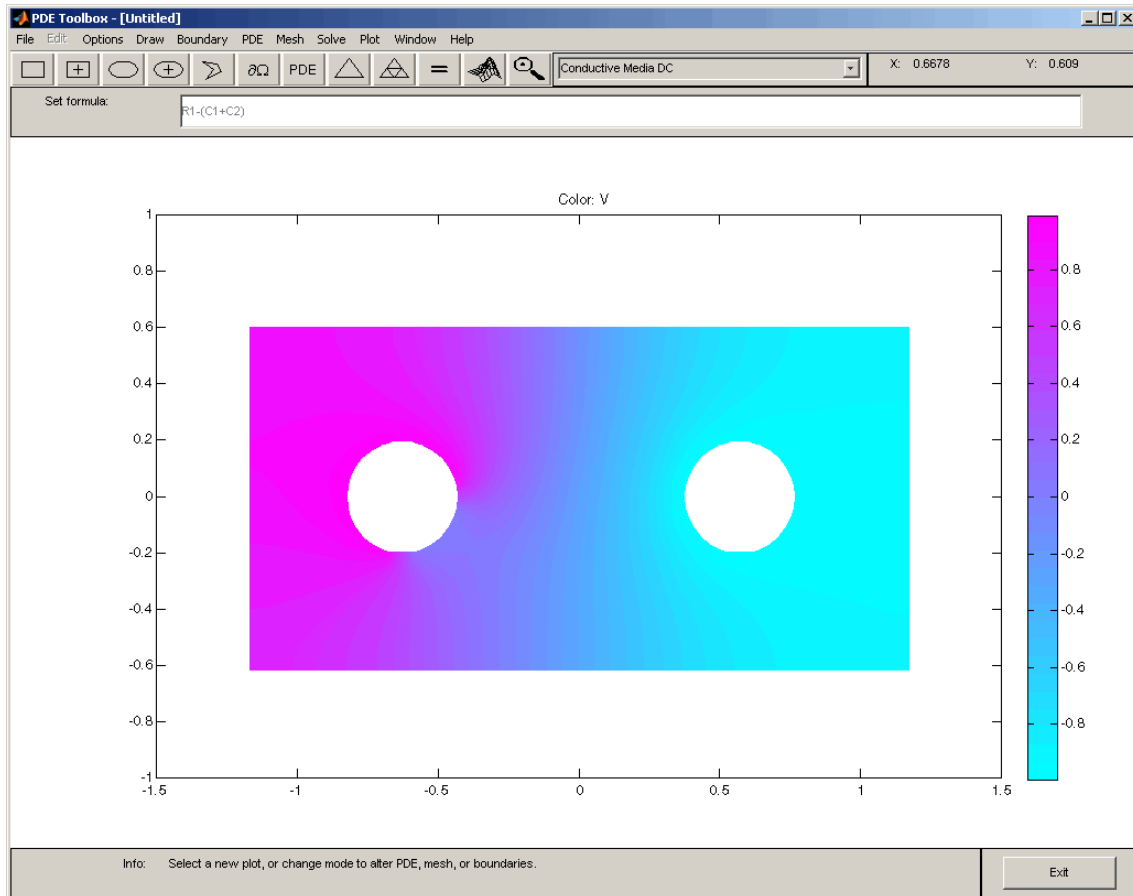 PDE Toolbox - [Untitled]
File Edit Options Draw Boundary PDE Mesh Solve Plot Window Help
∂Ω PDE = Conductive Media DC X: 0.6678 Y: 0.609
Set formula: R1-(C1+C2)
Color: V
1
0.8
0.6
0.4
0.2
0
-0.2
-0.4
-0.6
-0.8
-1
-1.5 -1 -0.5 0 0.5 1 1.5
0.8
0.6
0.4
0.2
0
-0.2
-0.4
-0.6
-0.8
Info: Select a new plot, or change mode to alter PDE, mesh, or boundaries.
Exit